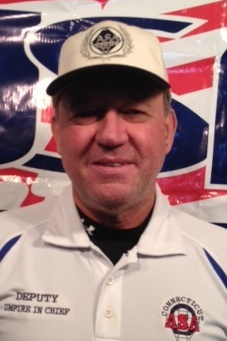 DEPUTY
UMPIRE IN CHIEF
CONNECTICUT
ASA